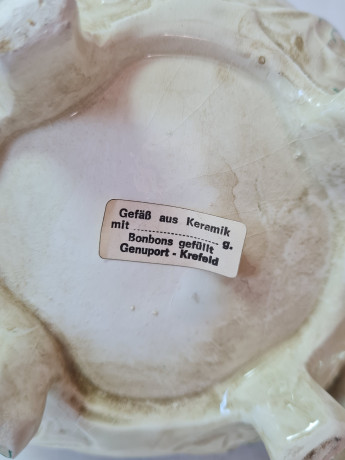 Gefäß aus Keramik
mit ........................ g.
Bonbons gefüllt
Genuport - Krefeld